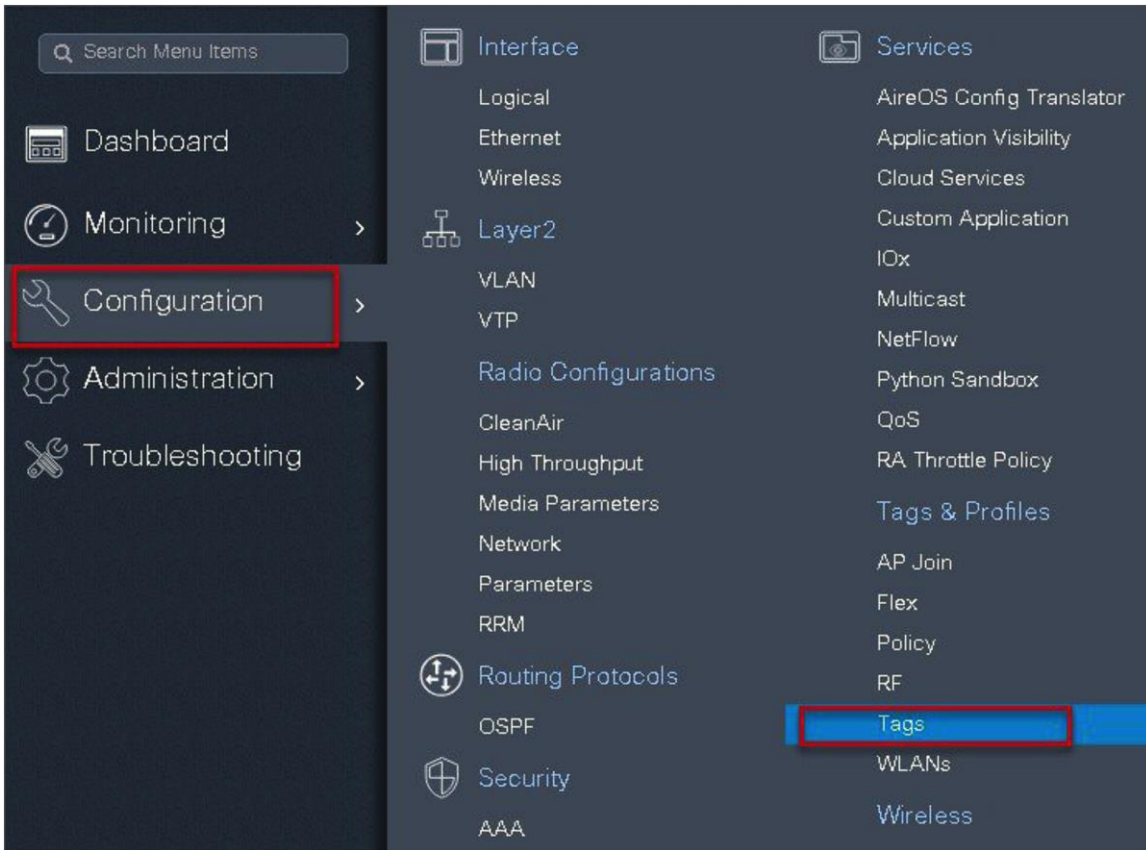 Search Menu Items
Dashboard
Monitoring
Configuration
Administration
Troubleshooting
Interface
Logical
Ethernet
Wireless
Layer2
VLAN
VTP
Radio Configurations
CleanAir
High Throughput
Media Parameters
Network
Parameters
RRM
Routing Protocols
OSPF
Security
AAA
Services
AireOS Config Translator
Application Visibility
Cloud Services
Custom Application
IOx
Multicast
NetFlow
Python Sandbox
QoS
RA Throttle Policy
Tags & Profiles
AP Join
Flex
Policy
RF
Tags
WLANs
Wireless